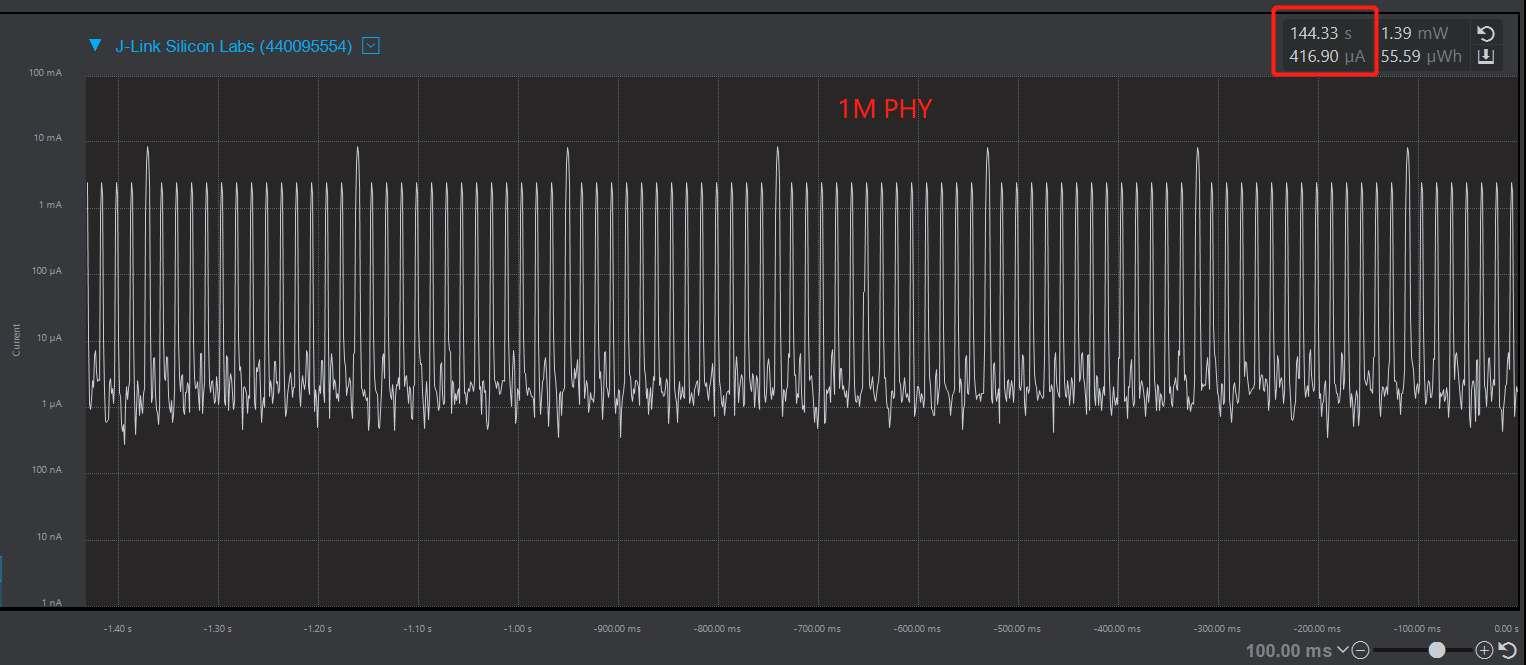 J-Link Silicon Labs (440095554)
144.33 s
1.39 mW
416.90 µA
55.59 µWh
1M PHY
100 mA
10 mA
1 mA
100 µA
10 µA
1 µA
100 nA
10 nA
1 nA
Current
-1.40 s
-1.30 s
-1.20 s
-1.10 s
-1.00 s
-900.00 ms
-800.00 ms
-700.00 ms
-600.00 ms
-500.00 ms
-400.00 ms
-300.00 ms
-200.00 ms
-100.00 ms
0.00 s
100.00 ms